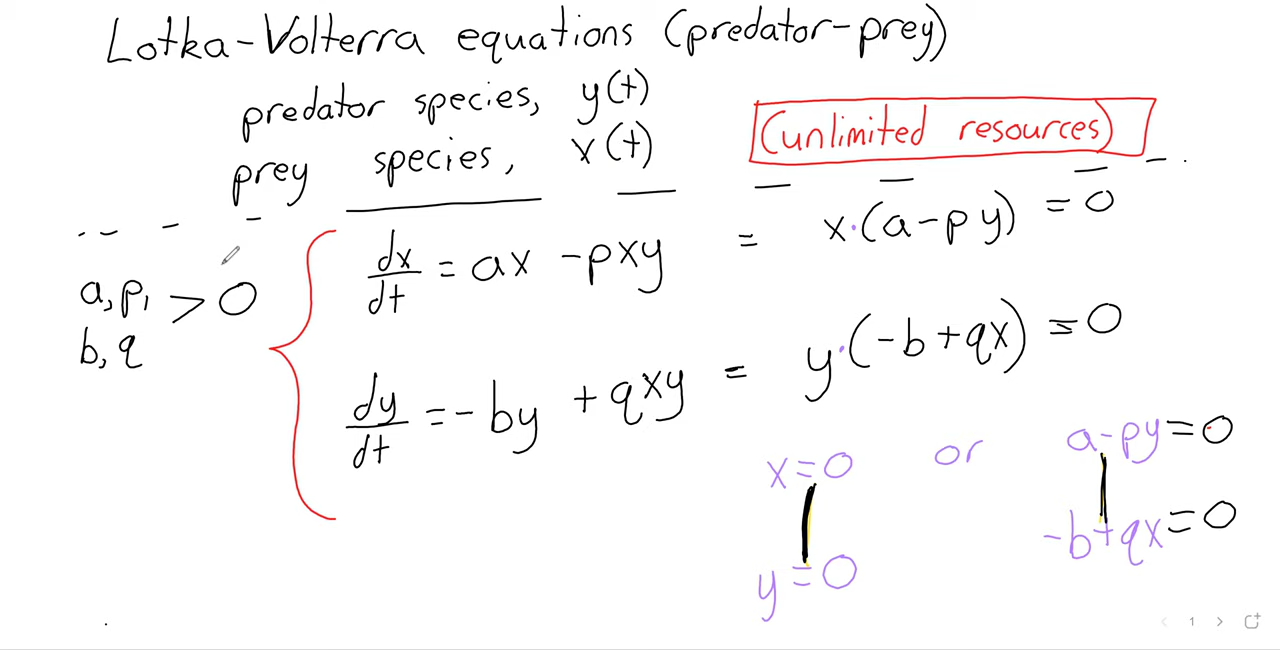 Lotka-Volterra equations (predator-prey)
predator species, y(t)
(unlimited resources)
prey species, x(t)
a, p, b, q > 0
dx/dt = ax - pxy = x·(a-py) = 0
dy/dt = -by + qxy = y·(-b+qx) = 0
x=0 or a-py=0
y=0 -b+qx=0
1